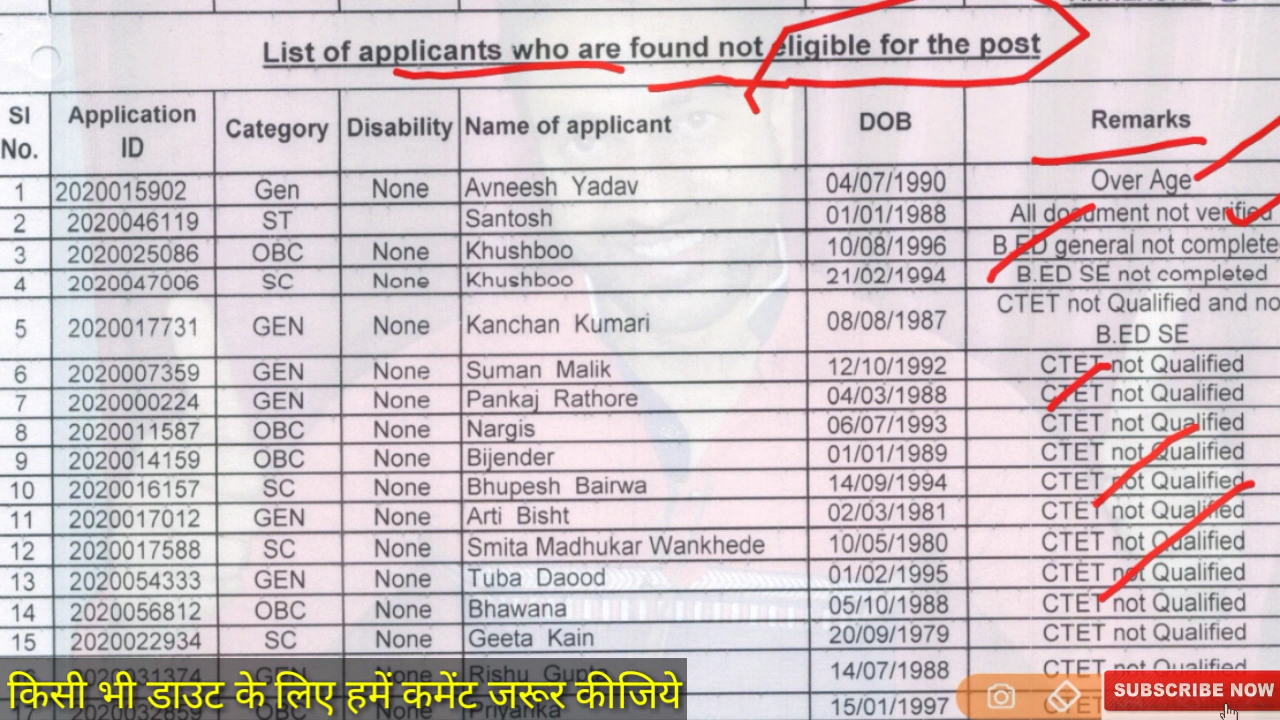 List of applicants who are found not eligible for the post
Sl No. Application ID Category Disability Name of applicant DOB Remarks
1 2020015902 Gen None Avneesh Yadav 04/07/1990 Over Age
2 2020046119 ST Santosh 01/01/1988 All document not verified
3 2020025086 OBC None Khushboo 10/08/1996 B.ED general not complete
4 2020047006 SC None Khushboo 21/02/1994 B.ED SE not completed
5 2020017731 GEN None Kanchan Kumari 08/08/1987 CTET not Qualified and no
B.ED SE
6 2020007359 GEN None Suman Malik 12/10/1992 CTET not Qualified
7 2020000224 GEN None Pankaj Rathore 04/03/1988 CTET not Qualified
8 2020011587 OBC None Nargis 06/07/1993 CTET not Qualified
9 2020014159 OBC None Bijender 01/01/1989 CTET not Qualified
10 2020016157 SC None Bhupesh Bairwa 14/09/1994 CTET not Qualified
11 2020017012 GEN None Arti Bisht 02/03/1981 CTET not Qualified
12 2020017588 SC None Smita Madhukar Wankhede 10/05/1980 CTET not Qualified
13 2020054333 GEN None Tuba Daood 01/02/1995 CTET not Qualified
14 2020056812 OBC None Bhawana 05/10/1988 CTET not Qualified
15 2020022934 SC None Geeta Kain 20/09/1979 CTET not Qualified
GEN None Rishu Gupta 14/07/1988 CTET not Qualified
OBC Priyanka 15/01/1997
किसी भी डाउट के लिए हमें कमेंट जरूर कीजिये
SUBSCRIBE NOW